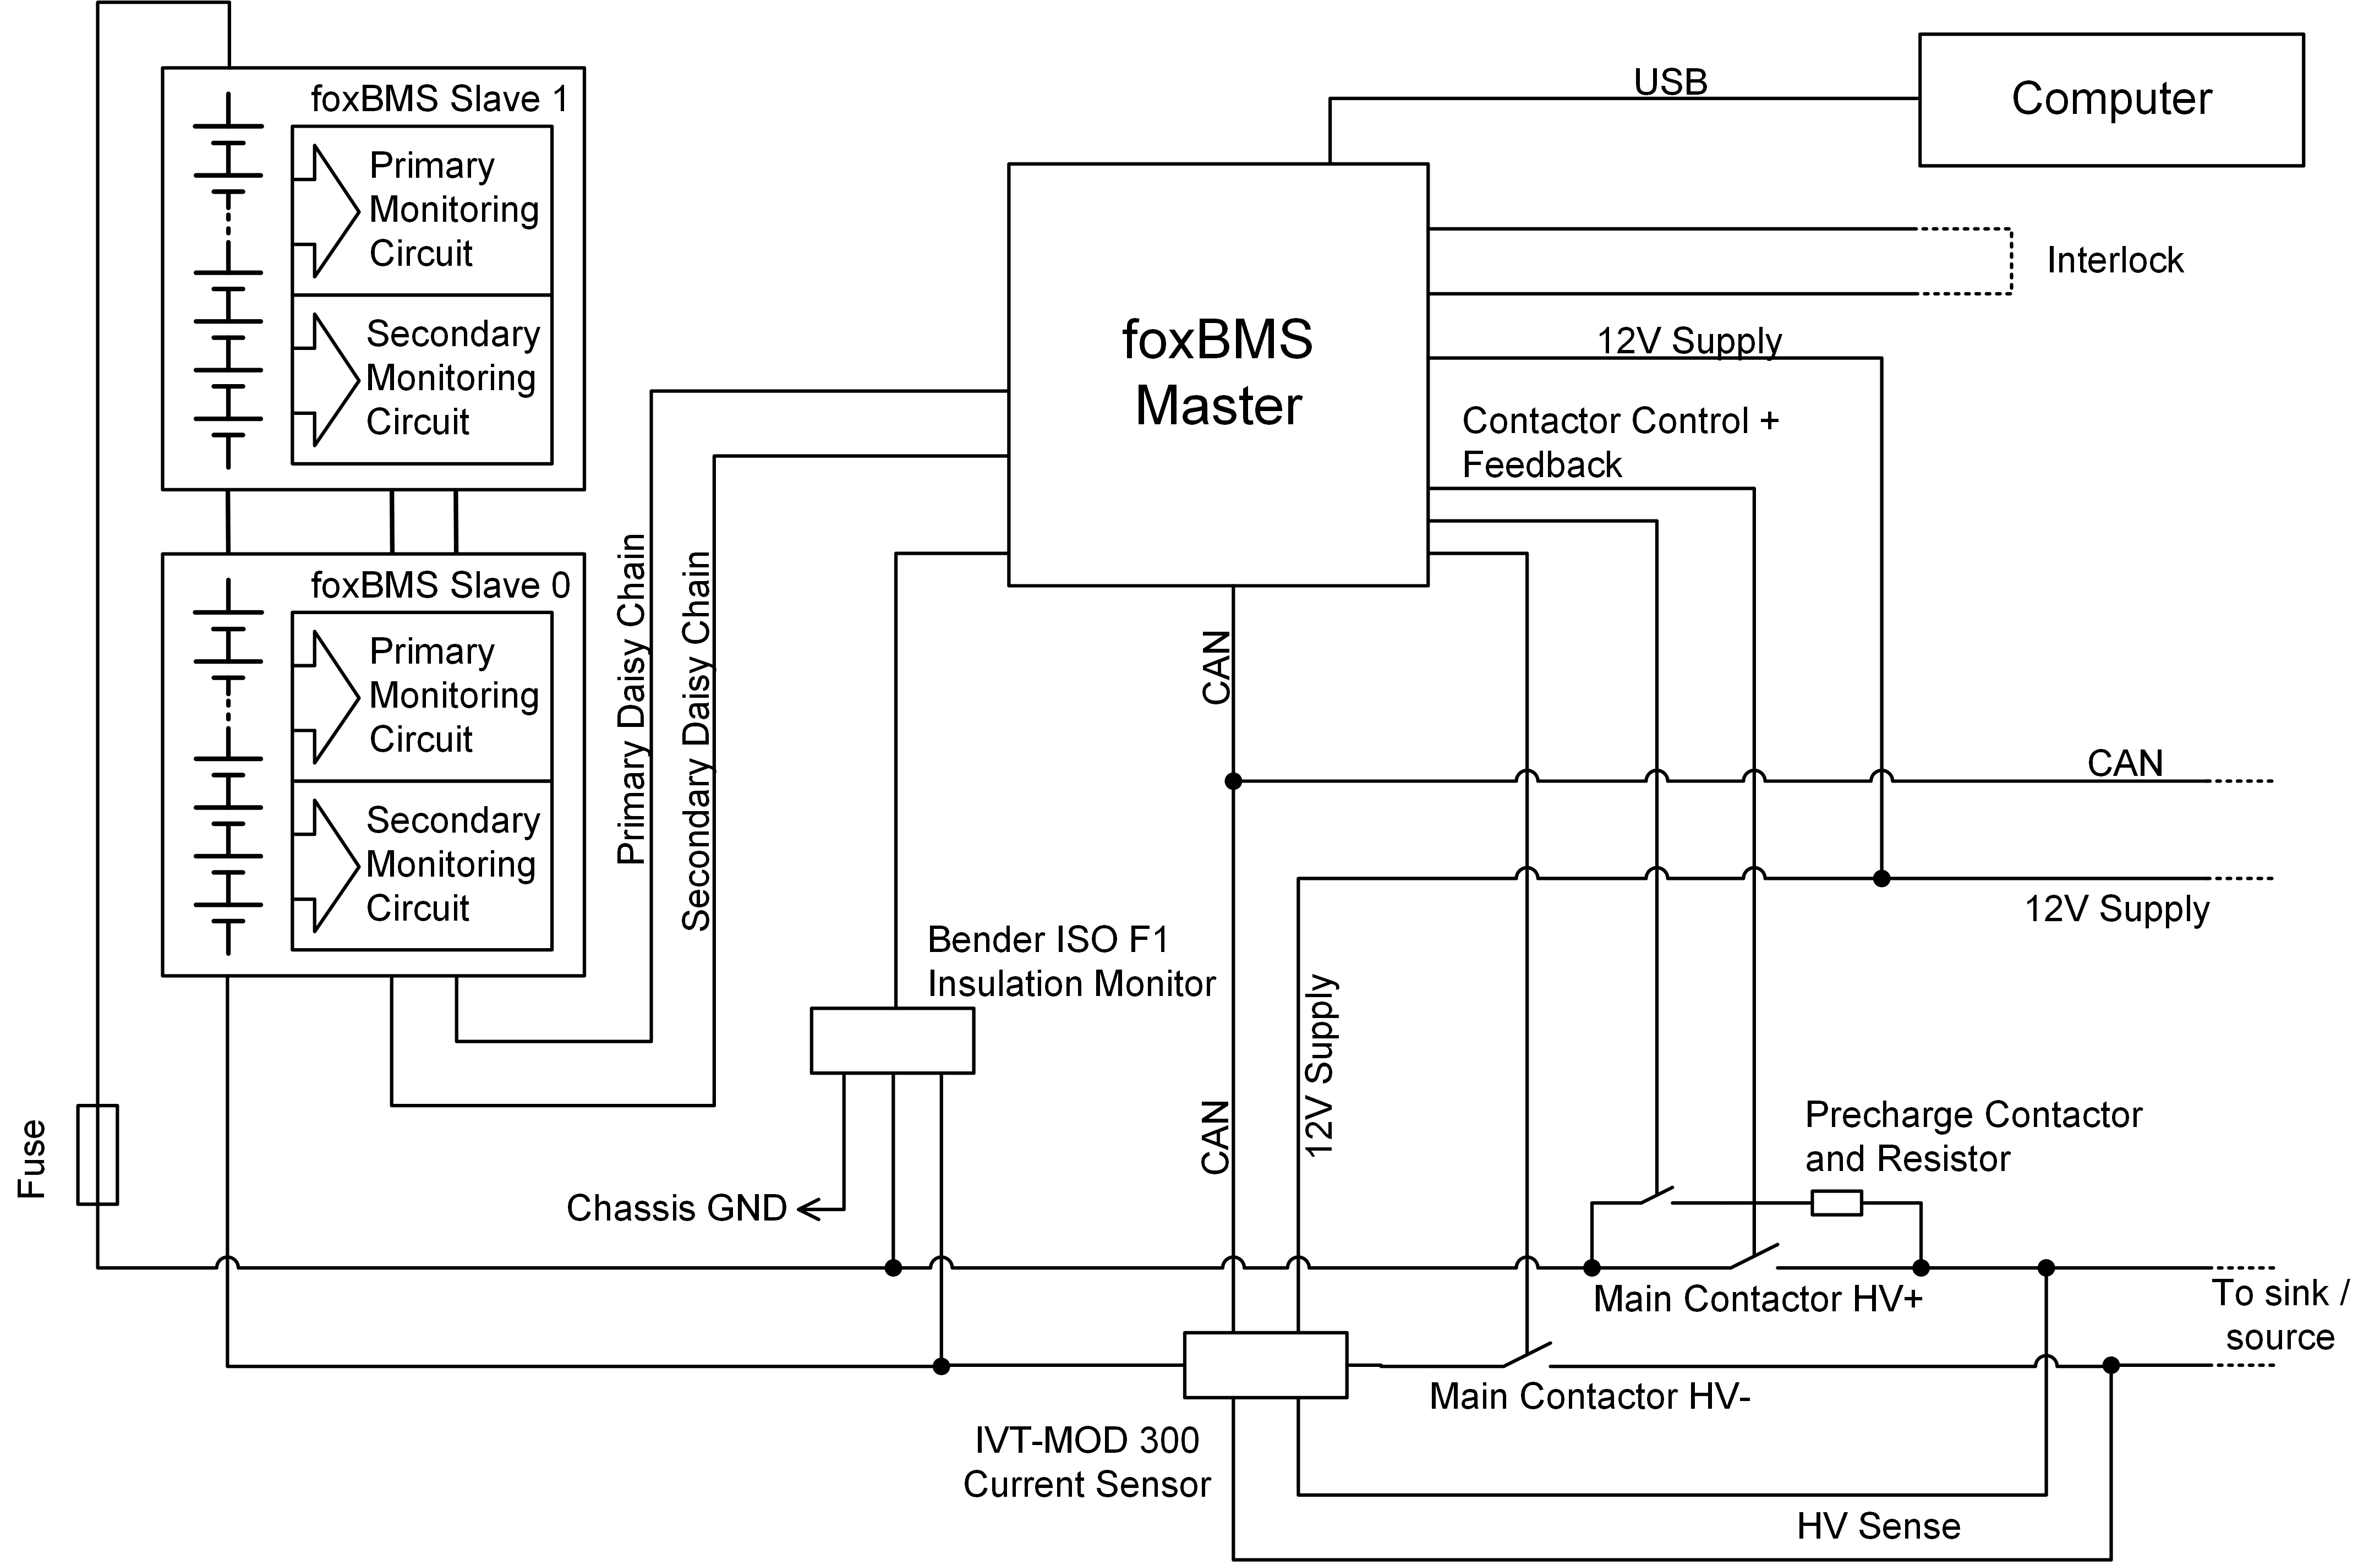 foxBMS Slave 1
Primary
Monitoring
Circuit
Secondary
Monitoring
Circuit
foxBMS Slave 0
Primary
Monitoring
Circuit
Secondary
Monitoring
Circuit
Fuse
Primary Daisy Chain
Secondary Daisy Chain
foxBMS
Master
USB
Computer
Interlock
12V Supply
Contactor Control +
Feedback
CAN
CAN
12V Supply
Bender ISO F1
Insulation Monitor
Chassis GND
CAN
12V Supply
Precharge Contactor
and Resistor
Main Contactor HV+
To sink /
source
Main Contactor HV-
IVT-MOD 300
Current Sensor
HV Sense